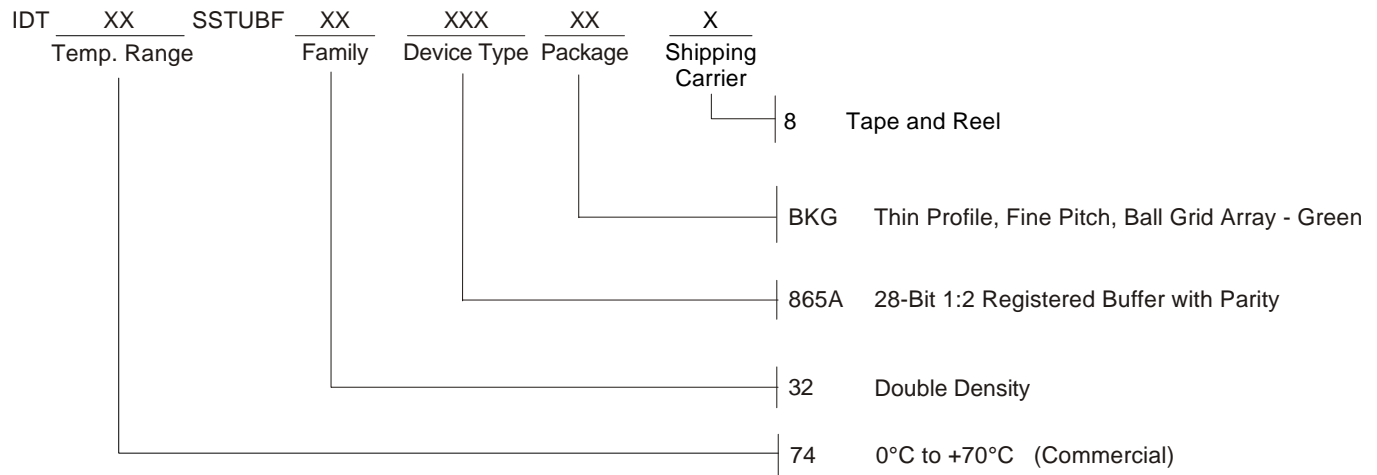 IDT XX SSTUBF XX XXX XX X
Temp. Range Family Device Type Package Shipping
Carrier
8 Tape and Reel
BKG Thin Profile, Fine Pitch, Ball Grid Array - Green
865A 28-Bit 1:2 Registered Buffer with Parity
32 Double Density
74 0°C to +70°C (Commercial)